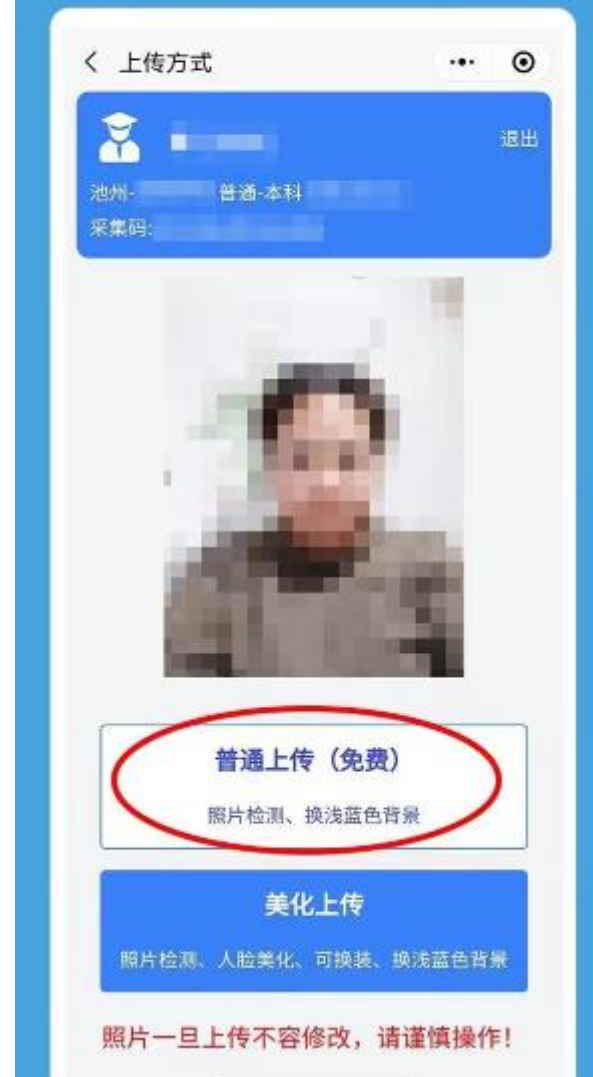 上传方式
退出
池州- 普通-本科
采集码:
普通上传（免费）
照片检测、换浅蓝色背景
美化上传
照片检测、人脸美化、可换装、换浅蓝色背景
照片一旦上传不容修改，请谨慎操作！